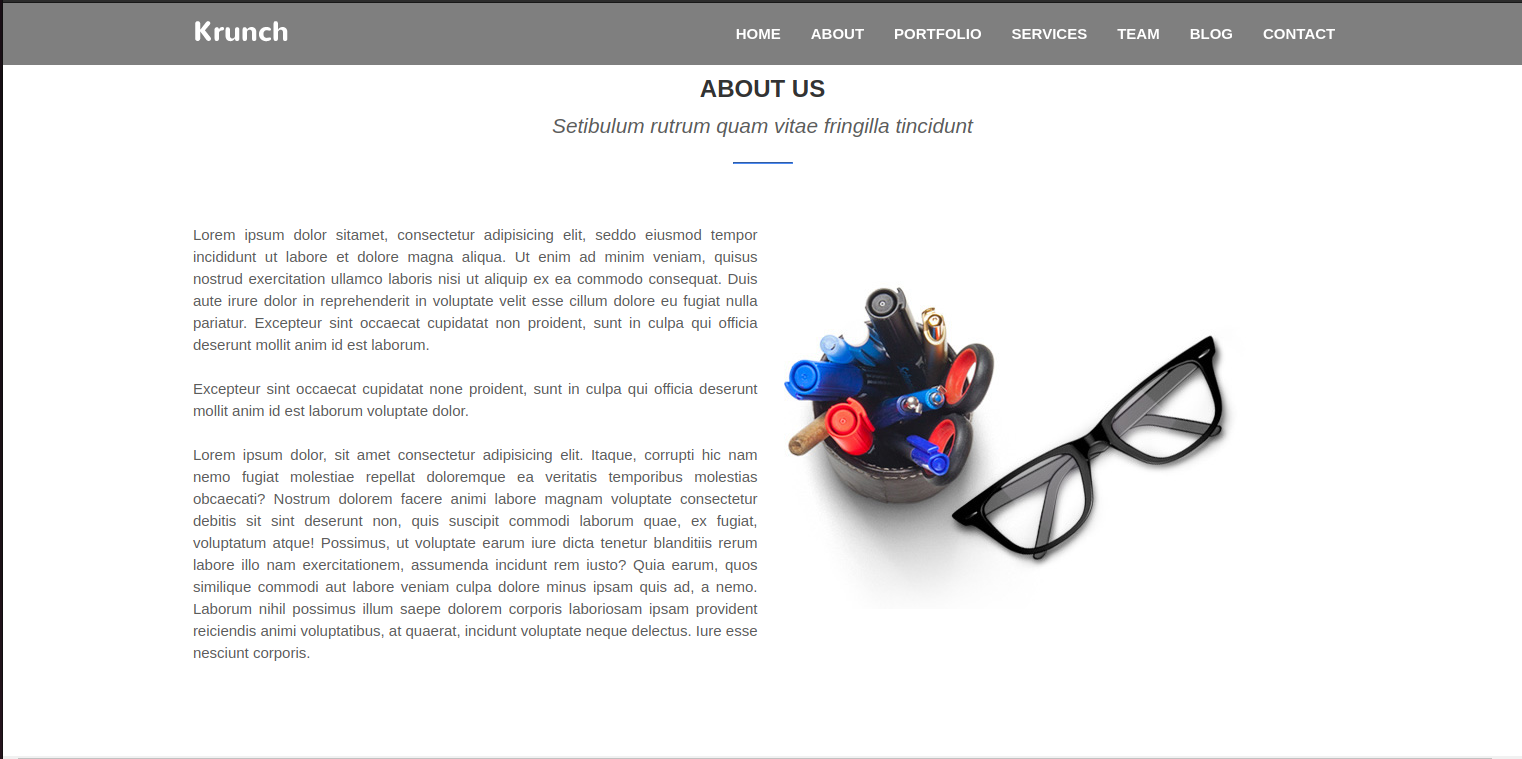 Krunch
HOME ABOUT PORTFOLIO SERVICES TEAM BLOG CONTACT
ABOUT US
Setibulum rutrum quam vitae fringilla tincidunt
Lorem ipsum dolor sitamet, consectetur adipisicing elit, seddo eiusmod tempor
incididunt ut labore et dolore magna aliqua. Ut enim ad minim veniam, quisus
nostrud exercitation ullamco laboris nisi ut aliquip ex ea commodo consequat. Duis
aute irure dolor in reprehenderit in voluptate velit esse cillum dolore eu fugiat nulla
pariatur. Excepteur sint occaecat cupidatat non proident, sunt in culpa qui officia
deserunt mollit anim id est laborum.
Excepteur sint occaecat cupidatat none proident, sunt in culpa qui officia deserunt
mollit anim id est laborum voluptate dolor.
Lorem ipsum dolor, sit amet consectetur adipisicing elit. Itaque, corrupti hic nam
nemo fugiat molestiae repellat doloremque ea veritatis temporibus molestias
obcaecati? Nostrum dolorem facere animi labore magnam voluptate consectetur
debitis sit sint deserunt non, quis suscipit commodi laborum quae, ex fugiat,
voluptatum atque! Possimus, ut voluptate earum iure dicta tenetur blanditiis rerum
labore illo nam exercitationem, assumenda incidunt rem iusto? Quia earum, quos
similique commodi aut labore veniam culpa dolore minus ipsam quis ad, a nemo.
Laborum nihil possimus illum saepe dolorem corporis laboriosam ipsam provident
reiciendis animi voluptatibus, at quaerat, incidunt voluptate neque delectus. Iure esse
nesciunt corporis.